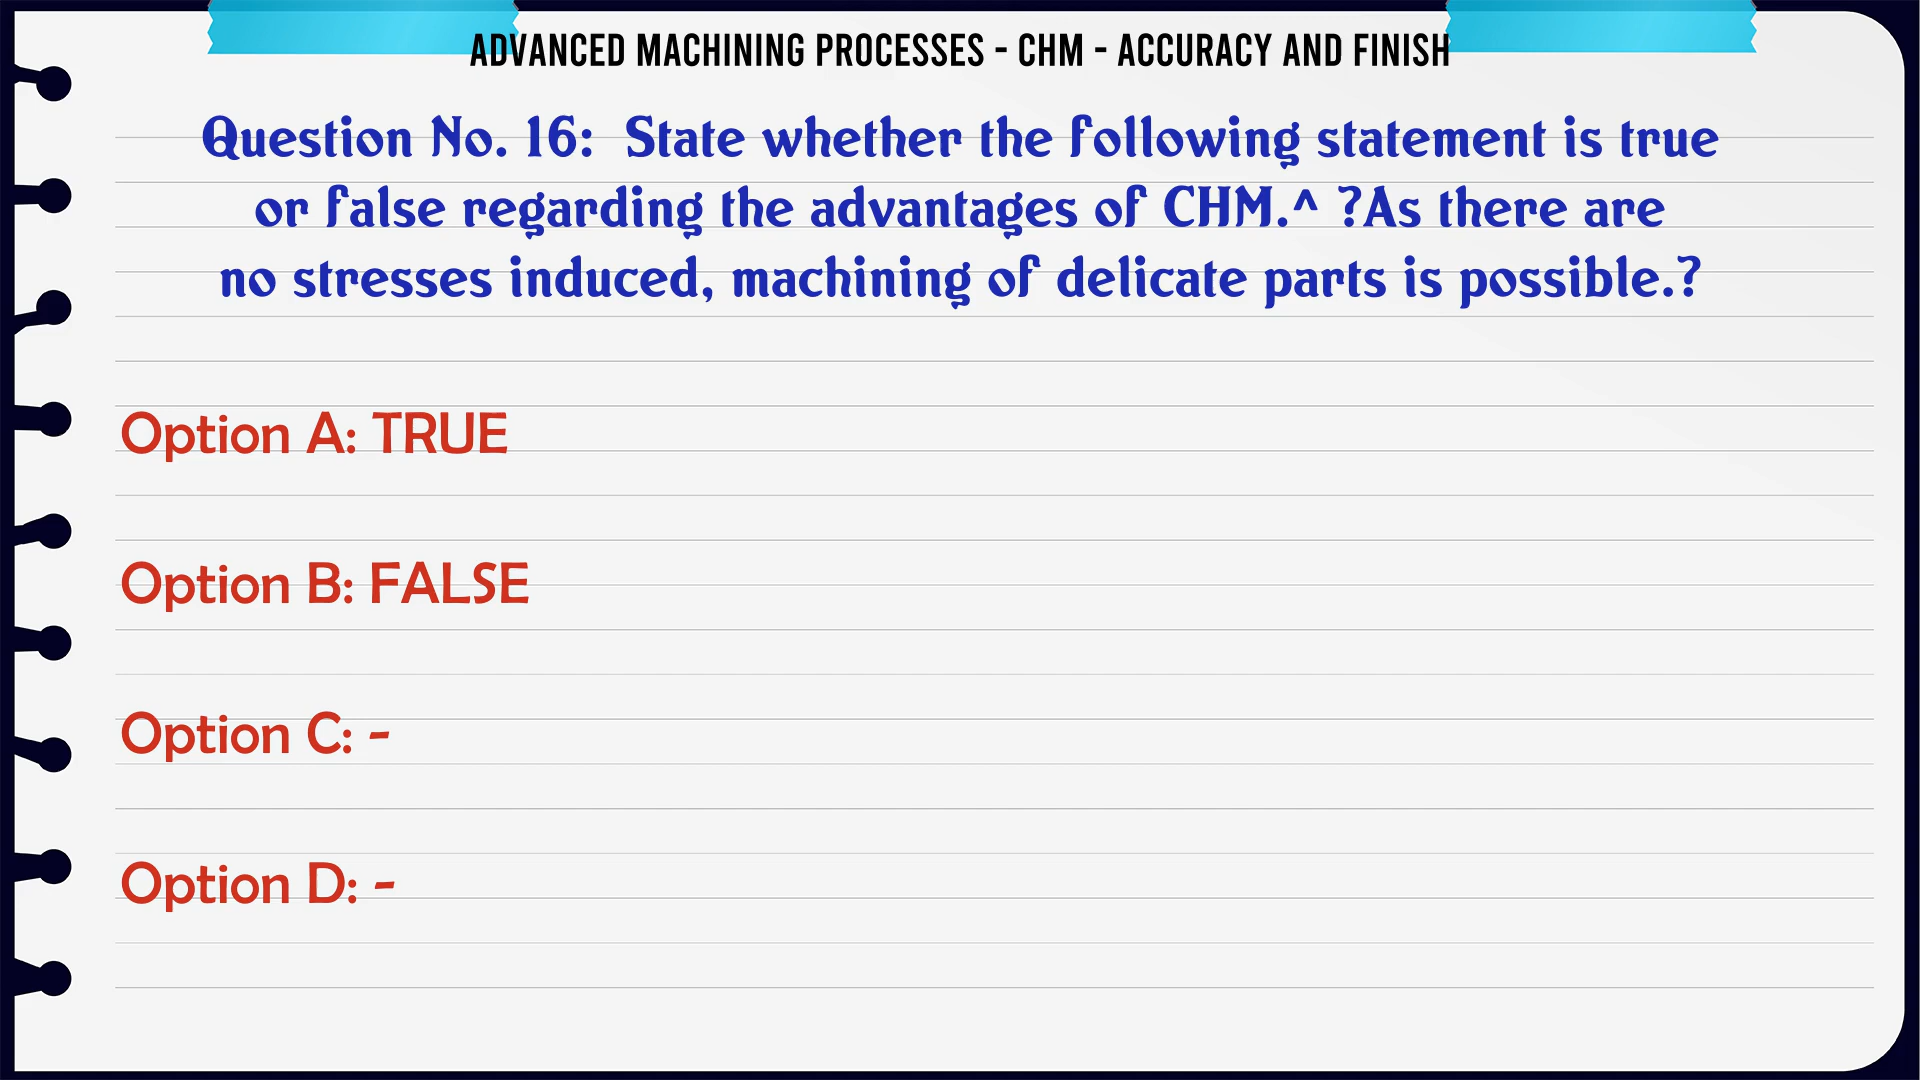 ADVANCED MACHINING PROCESSES - CHM - ACCURACY AND FINISH
Question No. 16: State whether the following statement is true
or false regarding the advantages of CHM.^ ?As there are
no stresses induced, machining of delicate parts is possible.?
Option A: TRUE
Option B: FALSE
Option C: -
Option D: -